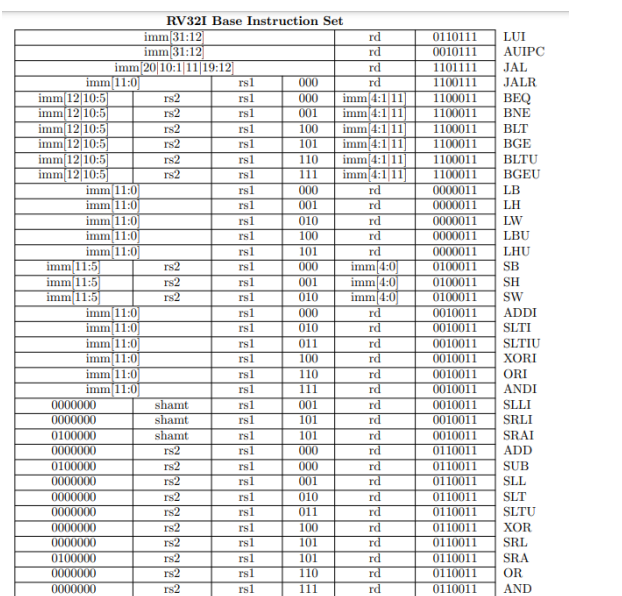 RV32I Base Instruction Set
imm[31:12] rd 0110111 LUI
imm[31:12] rd 0010111 AUIPC
imm[20|10:1|11|19:12] rd 1101111 JAL
imm[11:0] rs1 000 rd 1100111 JALR
imm[12|10:5] rs2 rs1 000 imm[4:1|11] 1100011 BEQ
imm[12|10:5] rs2 rs1 001 imm[4:1|11] 1100011 BNE
imm[12|10:5] rs2 rs1 100 imm[4:1|11] 1100011 BLT
imm[12|10:5] rs2 rs1 101 imm[4:1|11] 1100011 BGE
imm[12|10:5] rs2 rs1 110 imm[4:1|11] 1100011 BLTU
imm[12|10:5] rs2 rs1 111 imm[4:1|11] 1100011 BGEU
imm[11:0] rs1 000 rd 0000011 LB
imm[11:0] rs1 001 rd 0000011 LH
imm[11:0] rs1 010 rd 0000011 LW
imm[11:0] rs1 100 rd 0000011 LBU
imm[11:0] rs1 101 rd 0000011 LHU
imm[11:5] rs2 rs1 000 imm[4:0] 0100011 SB
imm[11:5] rs2 rs1 001 imm[4:0] 0100011 SH
imm[11:5] rs2 rs1 010 imm[4:0] 0100011 SW
imm[11:0] rs1 000 rd 0010011 ADDI
imm[11:0] rs1 010 rd 0010011 SLTI
imm[11:0] rs1 011 rd 0010011 SLTIU
imm[11:0] rs1 100 rd 0010011 XORI
imm[11:0] rs1 110 rd 0010011 ORI
imm[11:0] rs1 111 rd 0010011 ANDI
0000000 shamt rs1 001 rd 0010011 SLLI
0000000 shamt rs1 101 rd 0010011 SRLI
0100000 shamt rs1 101 rd 0010011 SRAI
0000000 rs2 rs1 000 rd 0110011 ADD
0100000 rs2 rs1 000 rd 0110011 SUB
0000000 rs2 rs1 001 rd 0110011 SLL
0000000 rs2 rs1 010 rd 0110011 SLT
0000000 rs2 rs1 011 rd 0110011 SLTU
0000000 rs2 rs1 100 rd 0110011 XOR
0000000 rs2 rs1 101 rd 0110011 SRL
0100000 rs2 rs1 101 rd 0110011 SRA
0000000 rs2 rs1 110 rd 0110011 OR
0000000 rs2 rs1 111 rd 0110011 AND